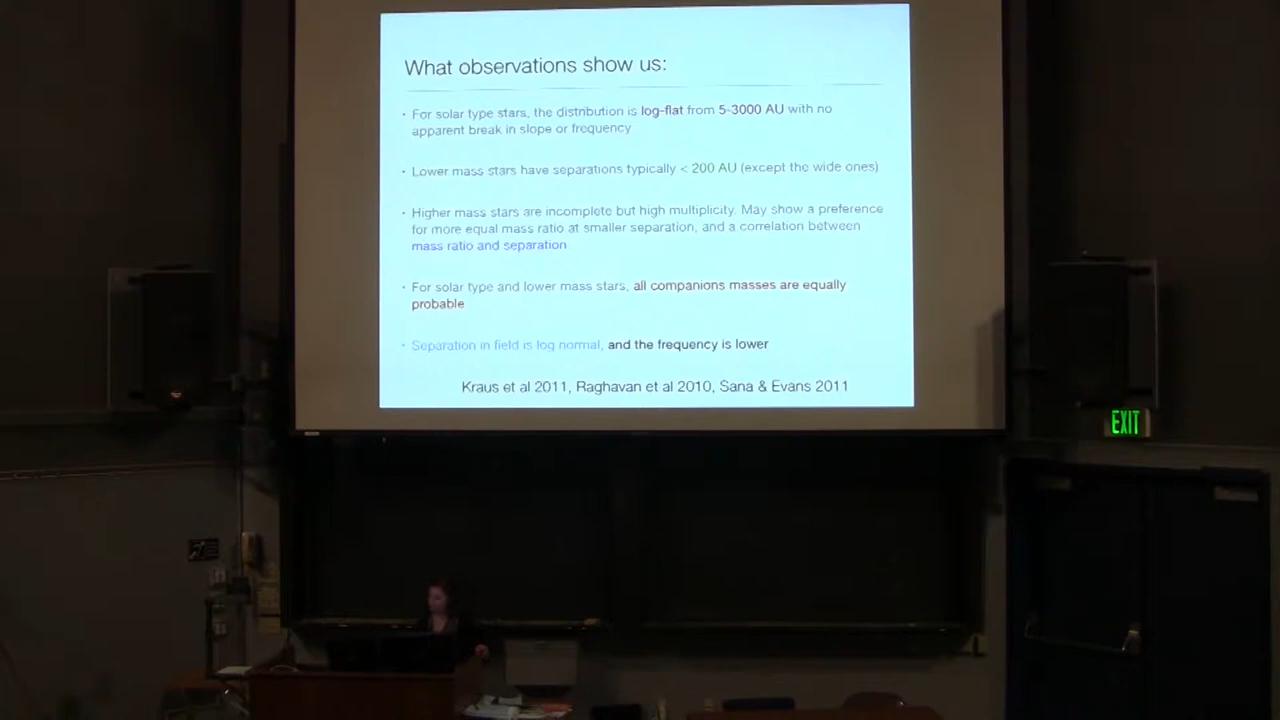 What observations show us:
• For solar type stars, the distribution is log-flat from 5-3000 AU with no
apparent break in slope or frequency
• Lower mass stars have separations typically < 200 AU (except the wide ones)
• Higher mass stars are incomplete but high multiplicity. May show a preference
for more equal mass ratio at smaller separation, and a correlation between
mass ratio and separation
• For solar type and lower mass stars, all companions masses are equally
probable
• Separation in field is log normal, and the frequency is lower
Kraus et al 2011, Raghavan et al 2010, Sana & Evans 2011
EXIT